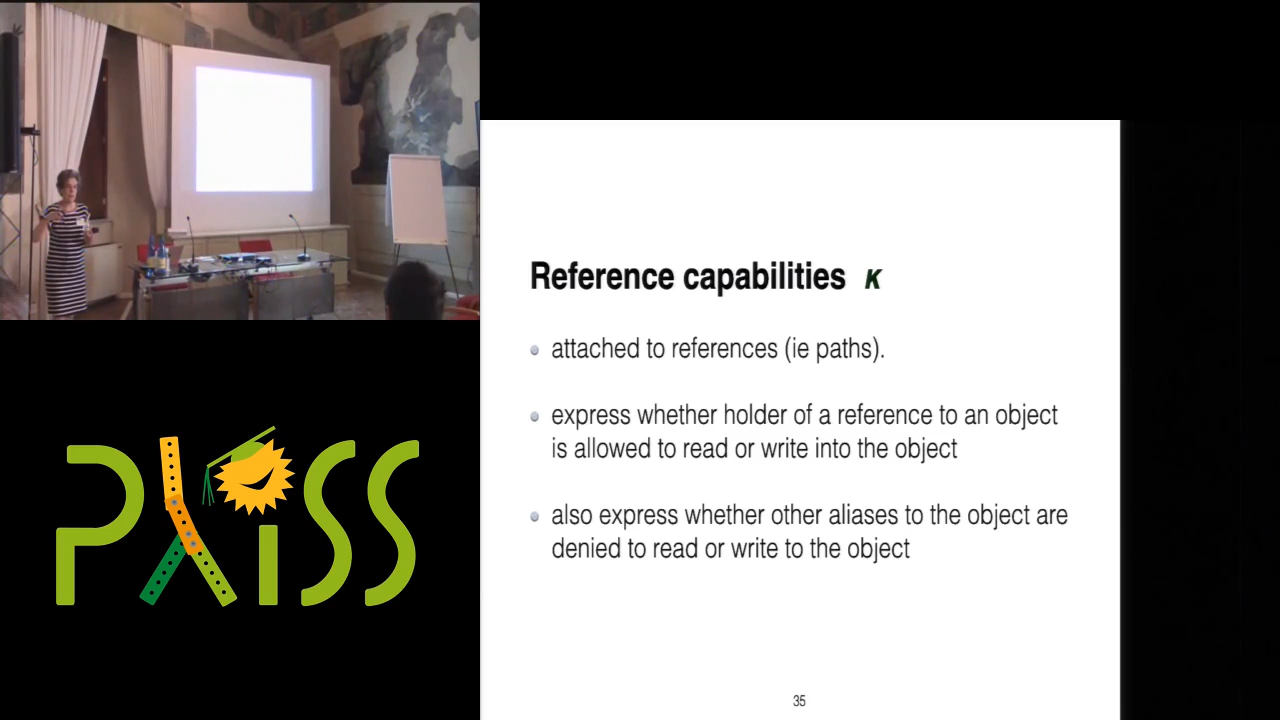 Reference capabilities κ
attached to references (ie paths).
express whether holder of a reference to an object
is allowed to read or write into the object
also express whether other aliases to the object are
denied to read or write to the object
35
PλiSS